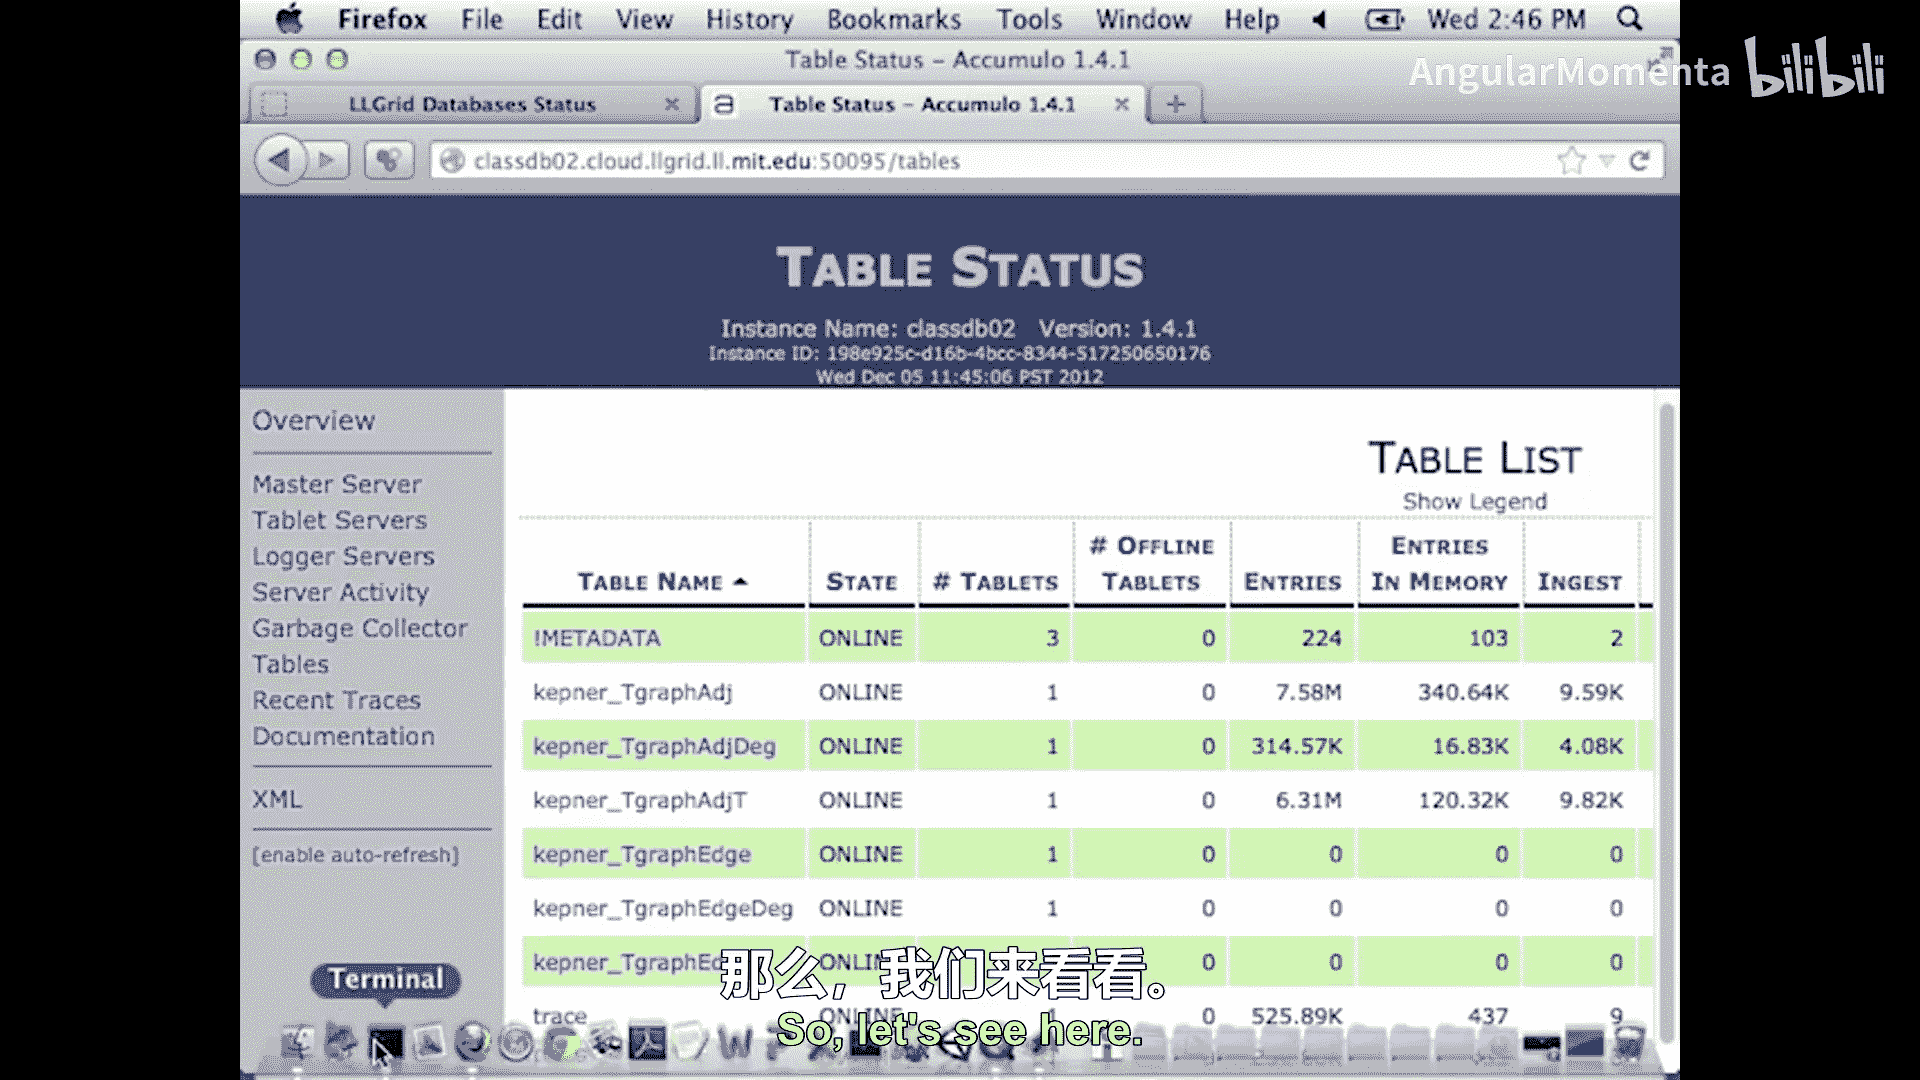 Firefox File Edit View History Bookmarks Tools Window Help Wed 2:46 PM
Table Status – Accumulo 1.4.1
AngularMomenta bilibili
LLGrid Databases Status Table Status – Accumulo 1.4.1
classdb02.cloud.llgrid.ll.mit.edu:50095/tables
TABLE STATUS
Instance Name: classdb02 Version: 1.4.1
Instance ID: 198e925c-d16b-4bcc-8344-517250650176
Wed Dec 05 11:45:06 PST 2012
Overview
Master Server
Tablet Servers
Logger Servers
Server Activity
Garbage Collector
Tables
Recent Traces
Documentation
XML
[enable auto-refresh]
TABLE LIST
Show Legend
TABLE NAME STATE # TABLETS # OFFLINE TABLETS ENTRIES ENTRIES IN MEMORY INGEST
!METADATA ONLINE 3 0 224 103 2
kepner_TgraphAdj ONLINE 1 0 7.58M 340.64K 9.59K
kepner_TgraphAdjDeg ONLINE 1 0 314.57K 16.83K 4.08K
kepner_TgraphAdjT ONLINE 1 0 6.31M 120.32K 9.82K
kepner_TgraphEdge ONLINE 1 0 0 0 0
kepner_TgraphEdgeDeg ONLINE 1 0 0 0 0
kepner_TgraphEd ONLIN 0 0 0 0
trace ONLINE 0 525.89K 437 9
Terminal
那么，我们来看看。
So, let's see here.